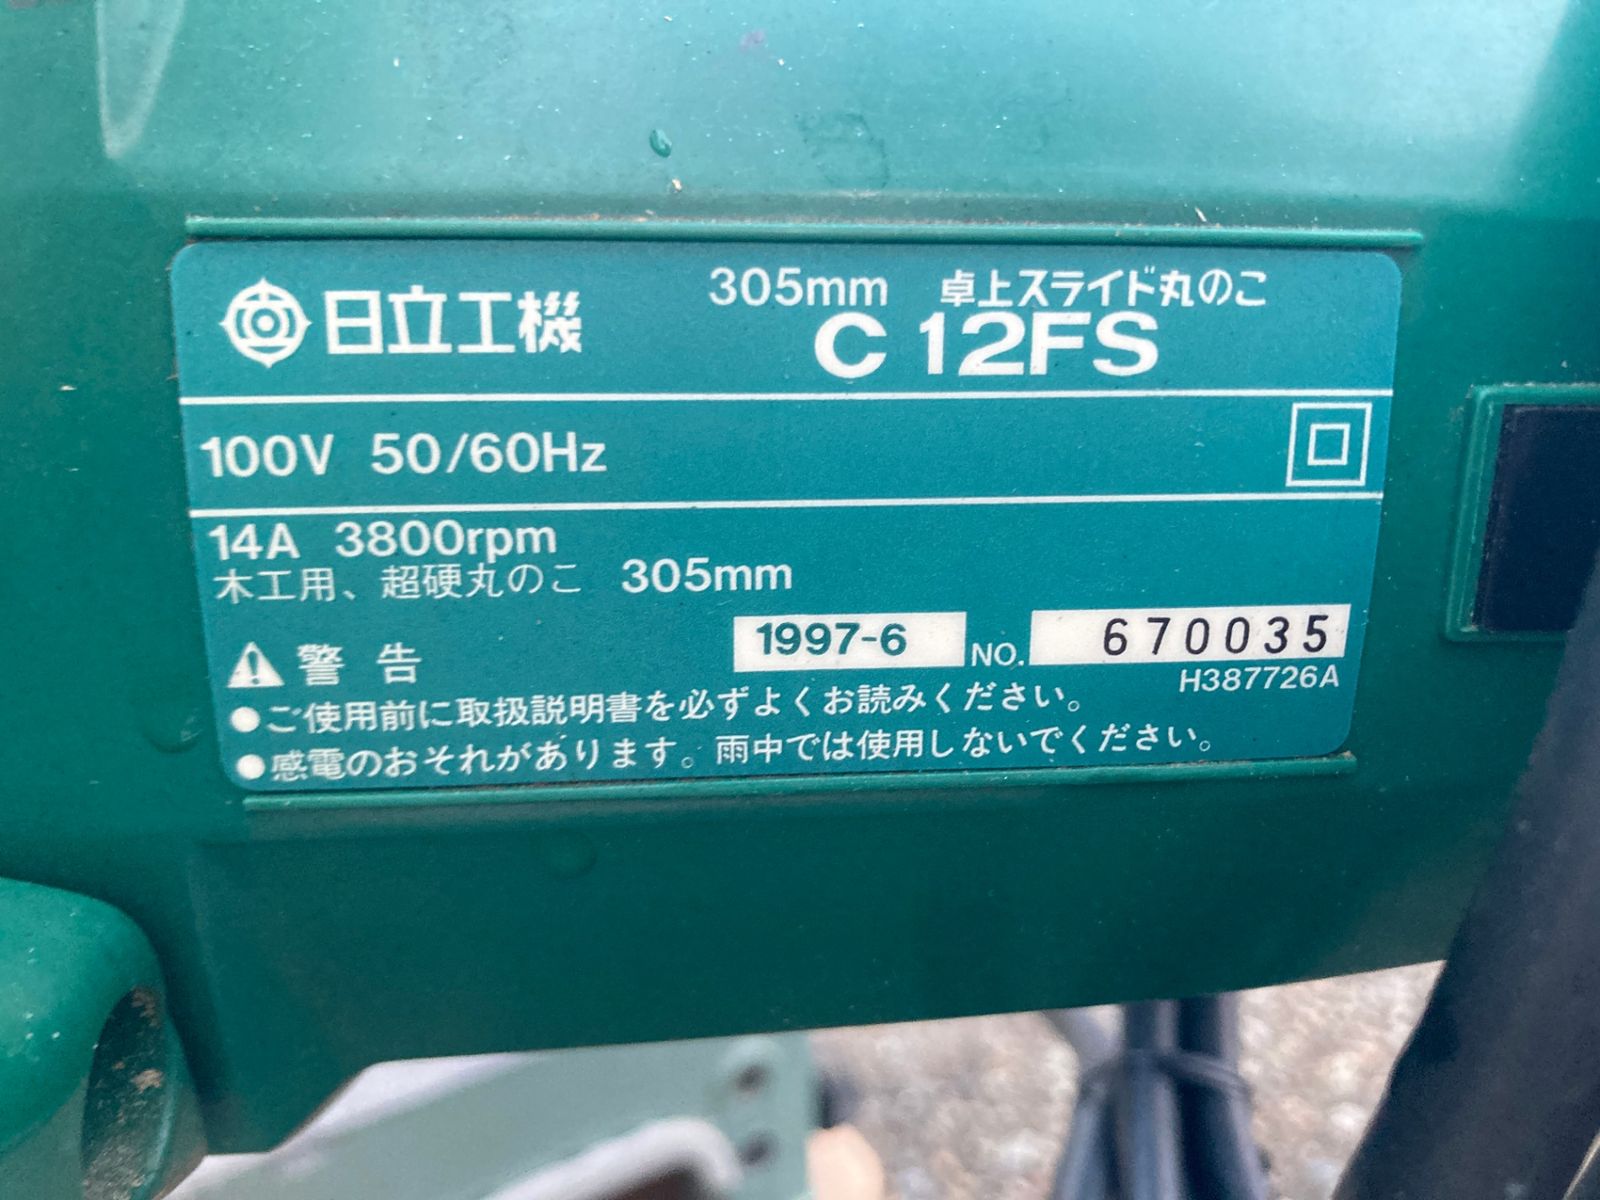 日立工機
305mm 卓上スライド丸のこ
C 12FS
100V 50/60Hz
14A 3800rpm
木工用、超硬丸のこ 305mm
1997-6 NO. 670035
H387726A
警告
●ご使用前に取扱説明書を必ずよくお読みください。
●感電のおそれがあります。雨中では使用しないでください。